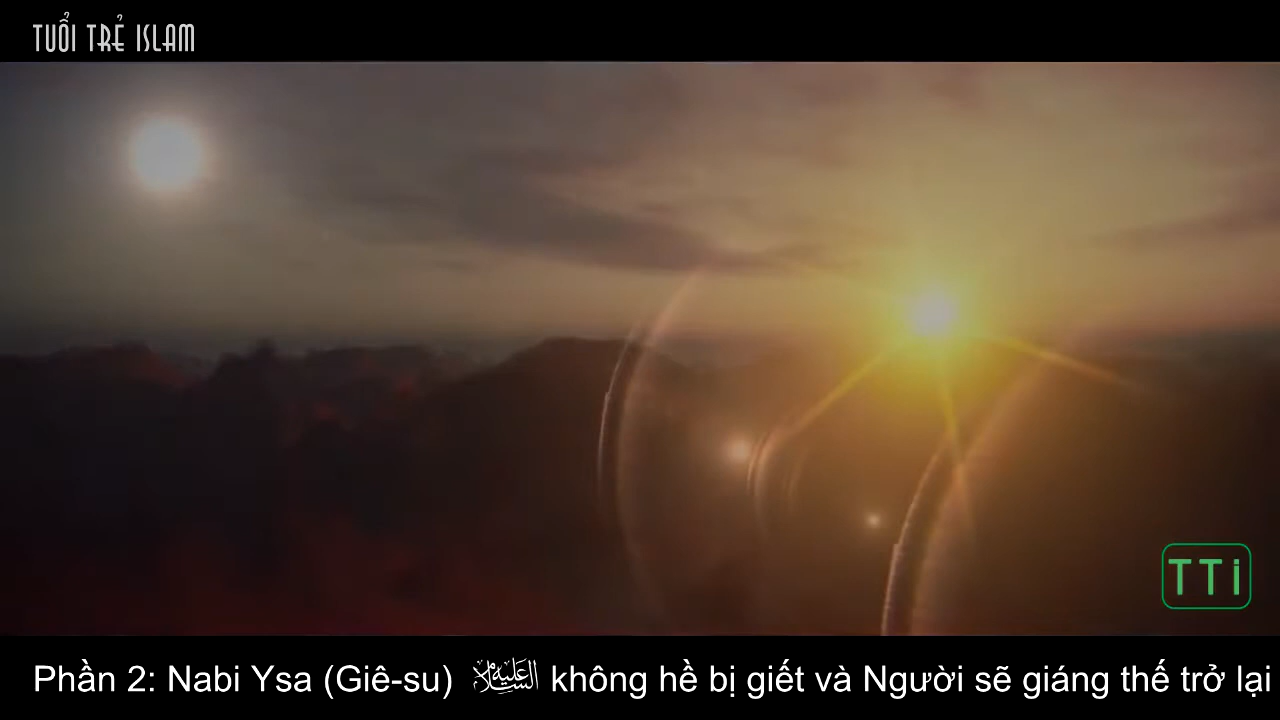 TUỔI TRẺ ISLAM
TTi
Phần 2: Nabi Ysa (Giê-su) عليه السلام không hề bị giết và Người sẽ giáng thế trở lại